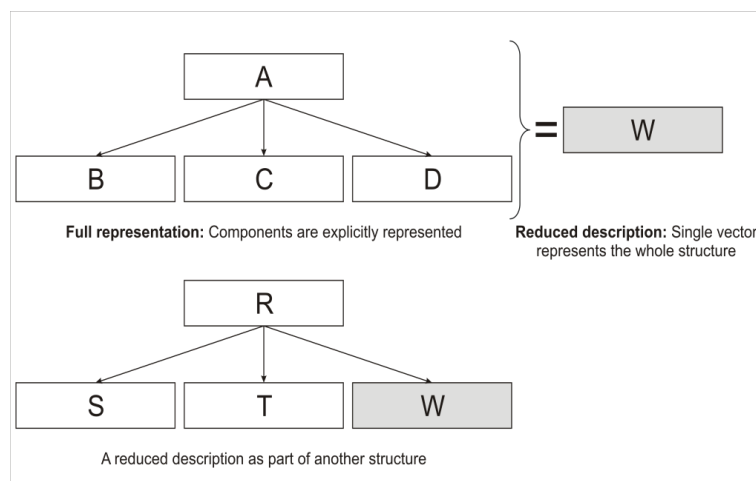 A
B C D
= W
Full representation: Components are explicitly represented
Reduced description: Single vector
represents the whole structure
R
S T W
A reduced description as part of another structure